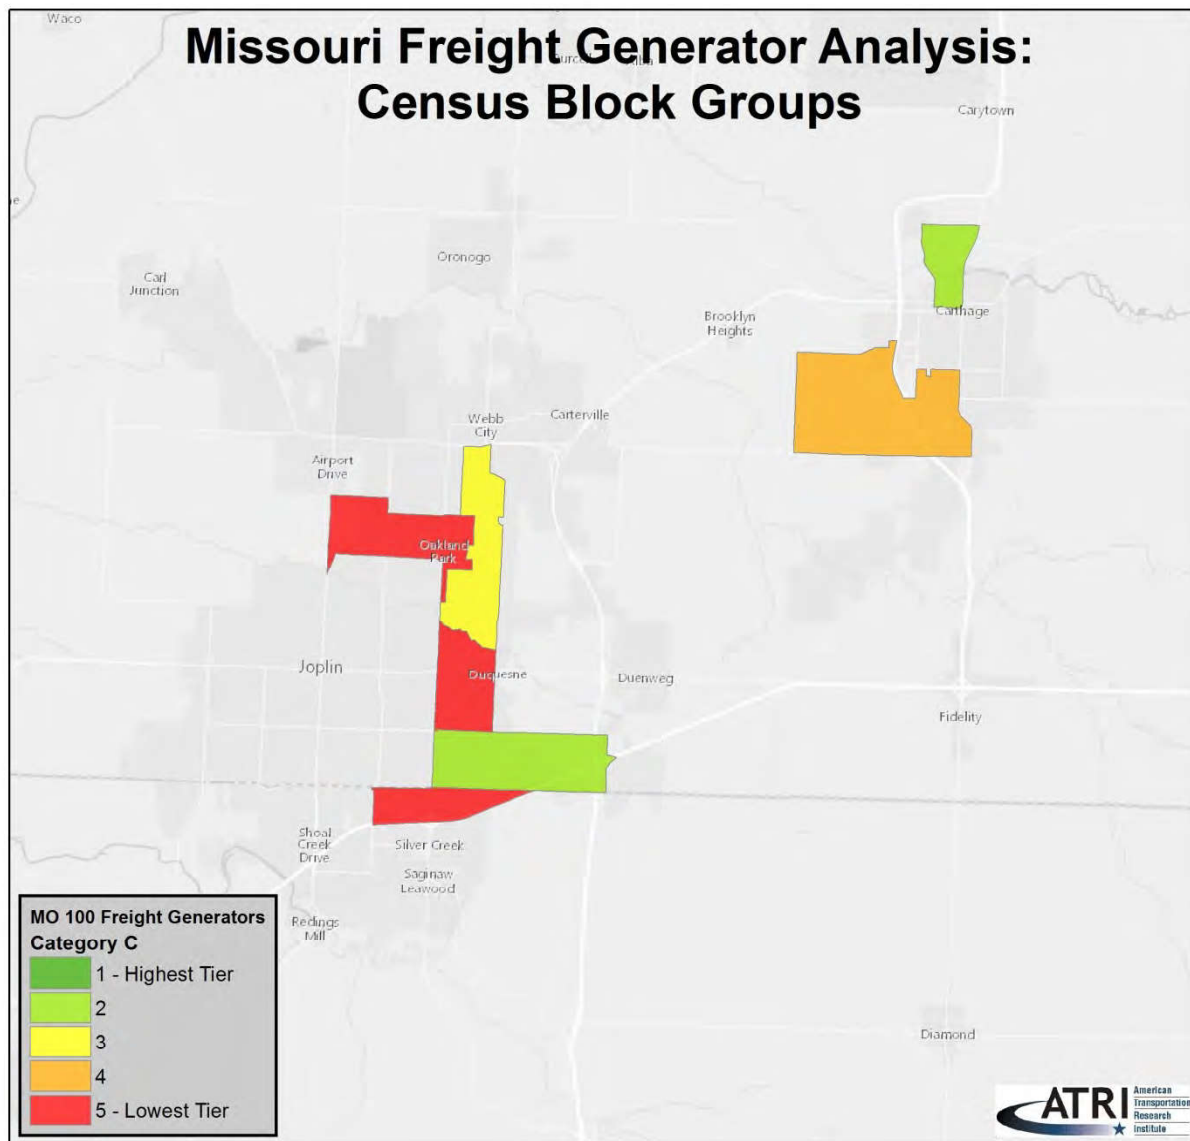 Waco
Missouri Freight Generator Analysis:
Census Block Groups
Alba
Carytown
Oronogo
Carl
Junction
Carthage
Brooklyn
Heights
Webb
City
Carterville
Airport
Drive
Oakland
Park
Joplin
Duquesne
Duenweg
Fidelity
Shoal
Creek
Drive
Silver Creek
Saginaw
Leawood
Redings
Mill
Diamond
MO 100 Freight Generators
Category C
1 - Highest Tier
2
3
4
5 - Lowest Tier
ATRI
American
Transportation
Research
Institute